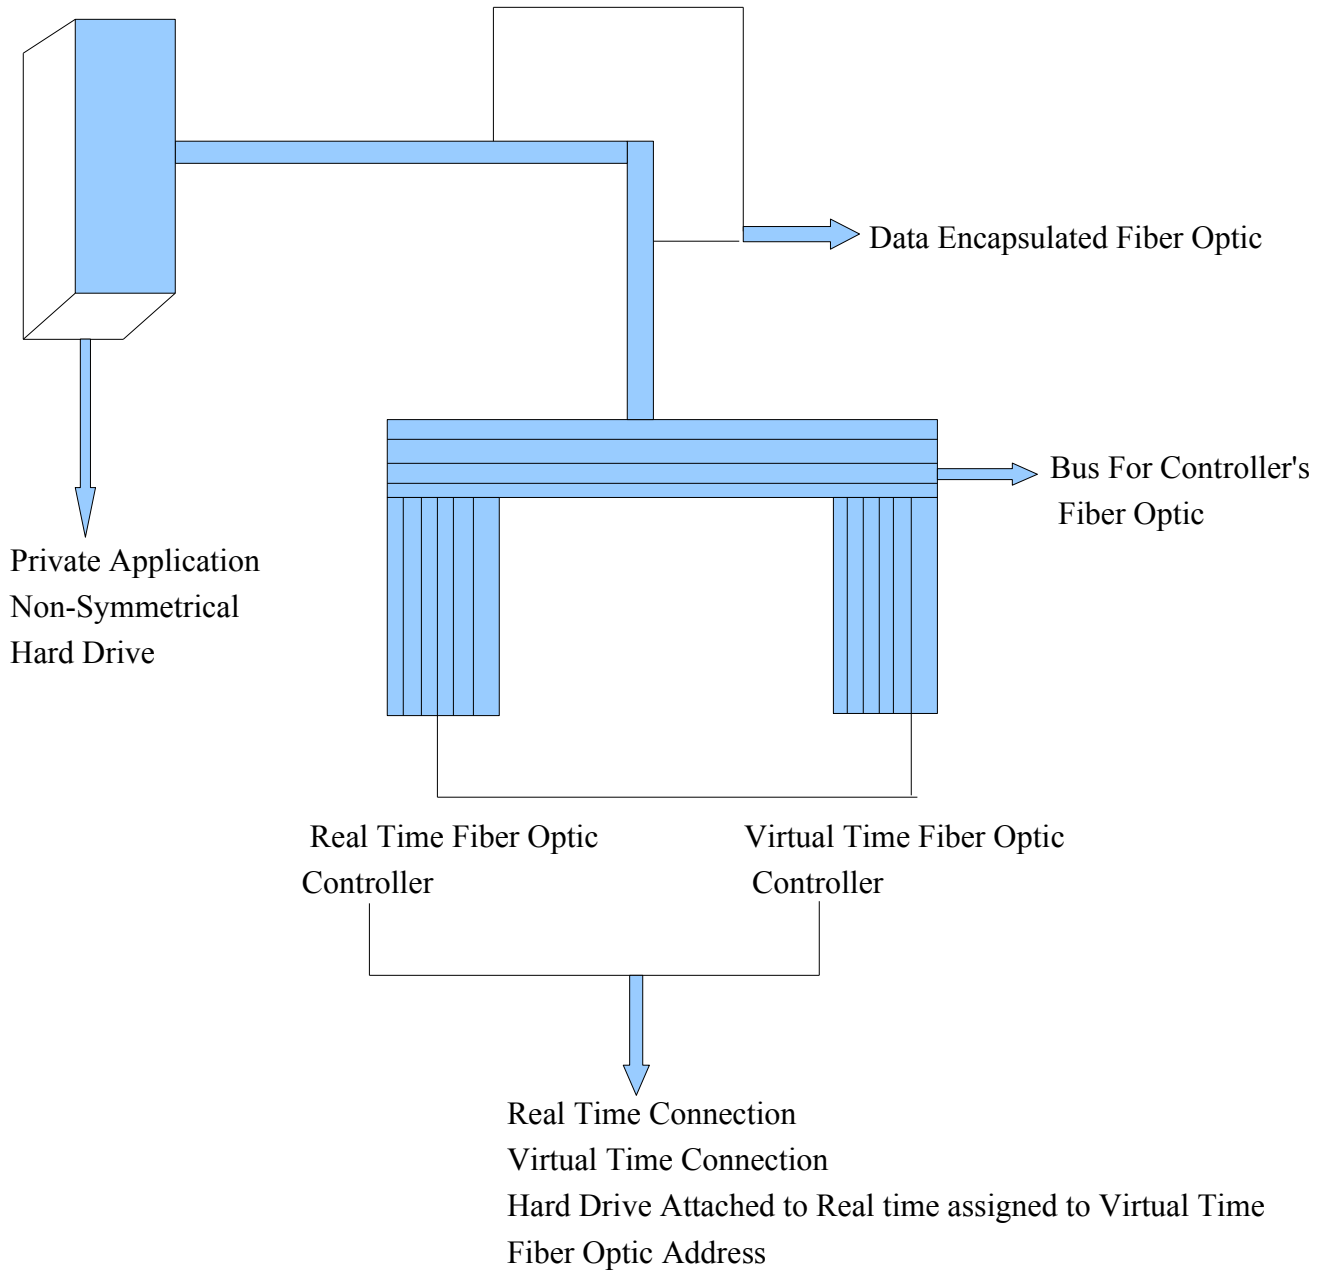 Data Encapsulated Fiber Optic
Bus For Controller's
Fiber Optic
Private Application
Non-Symmetrical
Hard Drive
Real Time Fiber Optic
Controller
Virtual Time Fiber Optic
Controller
Real Time Connection
Virtual Time Connection
Hard Drive Attached to Real time assigned to Virtual Time
Fiber Optic Address